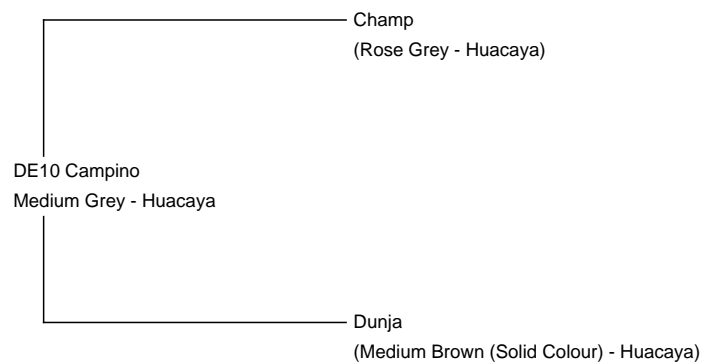 Champ
(Rose Grey - Huacaya)
DE10 Campino
Medium Grey - Huacaya
Dunja
(Medium Brown (Solid Colour) - Huacaya)